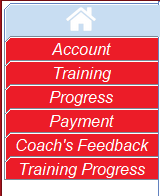 Account
Training
Progress
Payment
Coach's Feedback
Training Progress